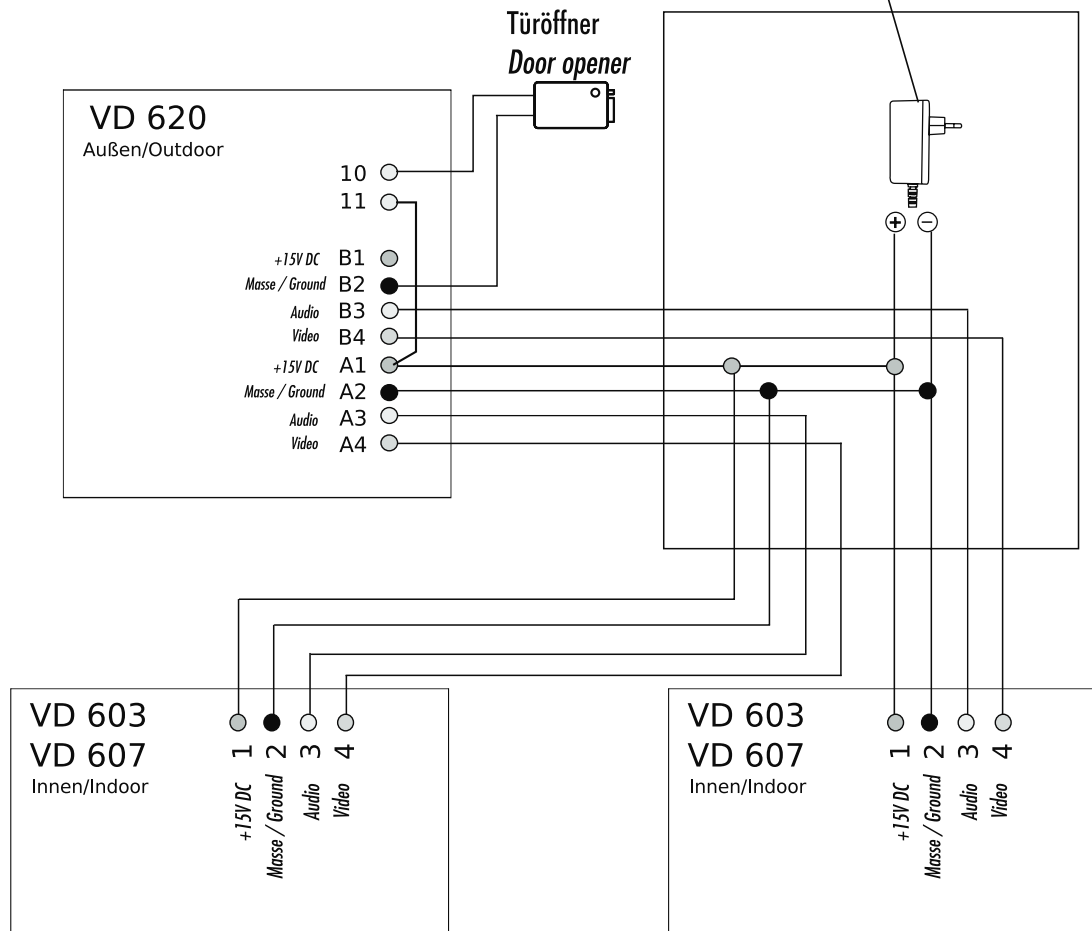 Türöffner
Door opener
VD 620
Außen/Outdoor
10
11
+15V DC B1
Masse / Ground B2
Audio B3
Video B4
+15V DC A1
Masse / Ground A2
Audio A3
Video A4
+
−
VD 603
VD 607
Innen/Indoor
1 +15V DC
2 Masse / Ground
3 Audio
4 Video
VD 603
VD 607
Innen/Indoor
1 +15V DC
2 Masse / Ground
3 Audio
4 Video